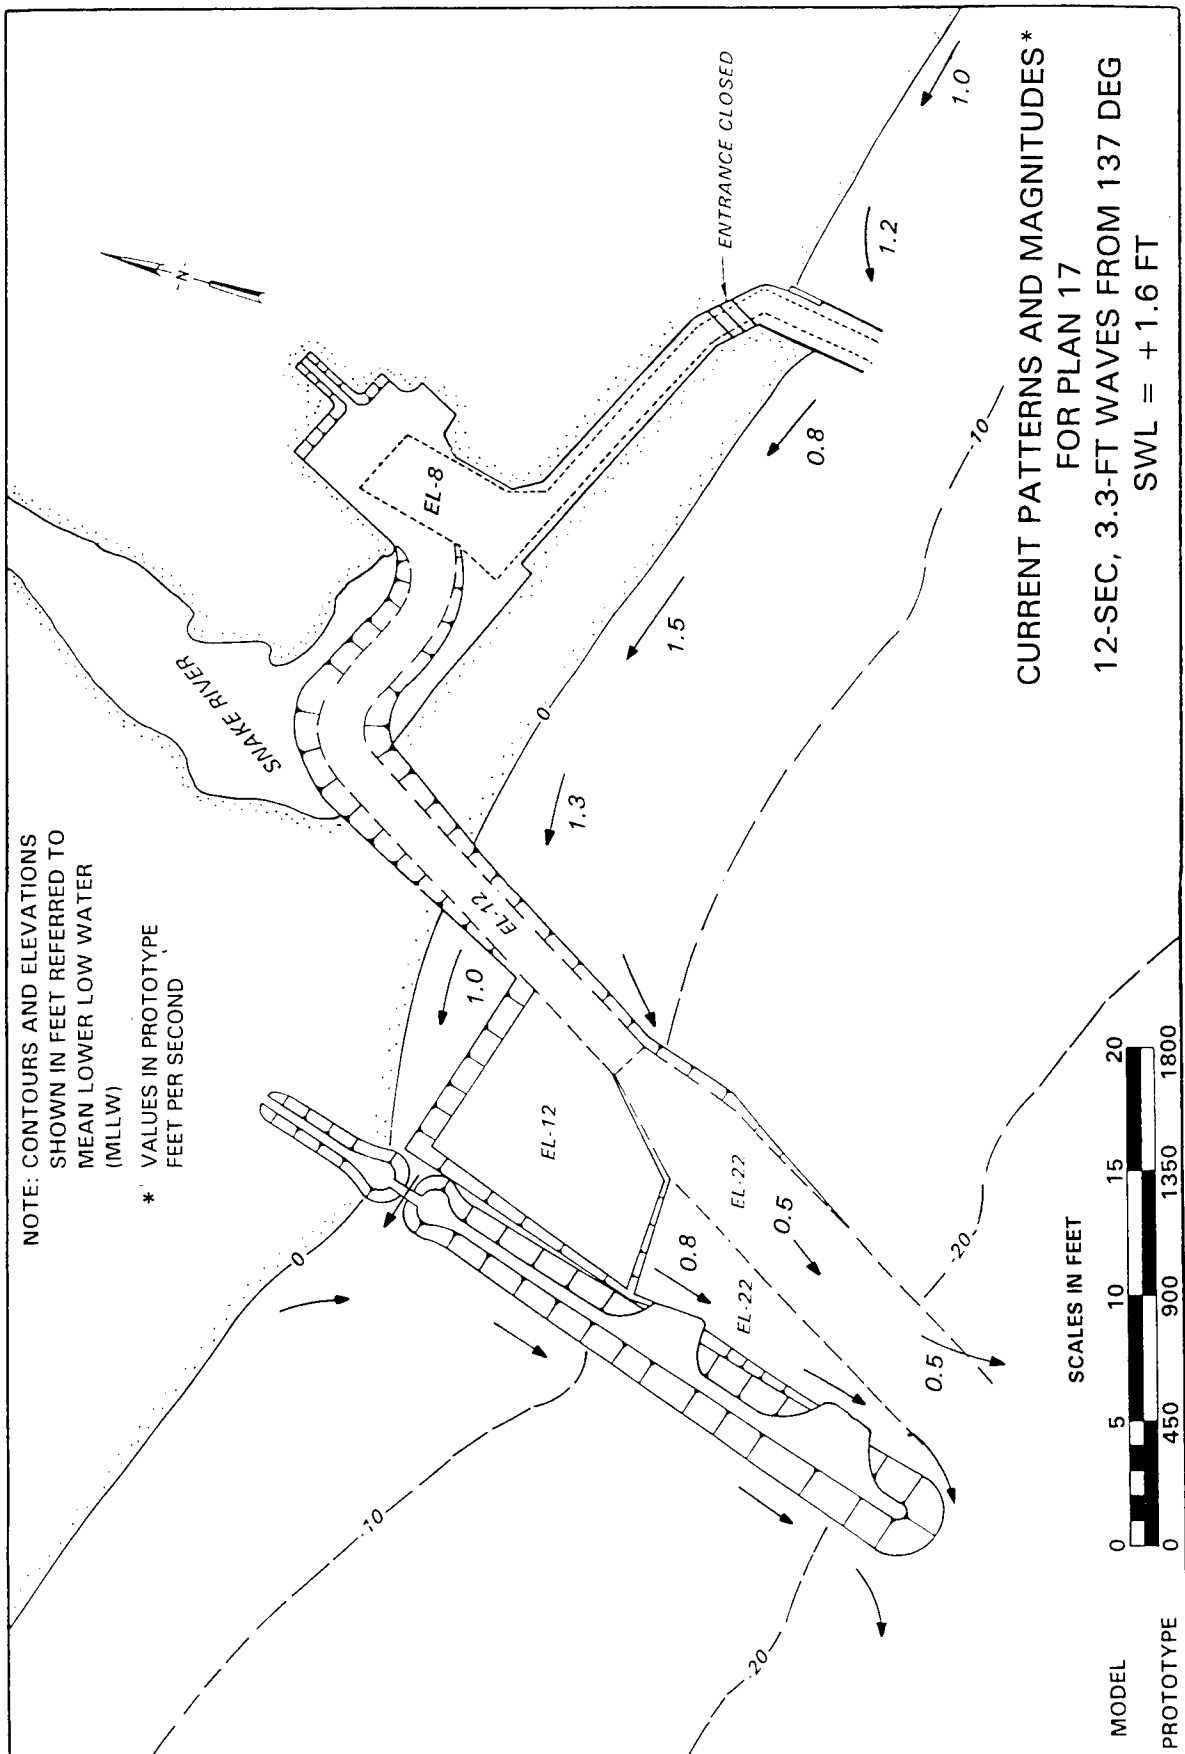 NOTE: CONTOURS AND ELEVATIONS
SHOWN IN FEET REFERRED TO
MEAN LOWER LOW WATER
(MLLW)
* VALUES IN PROTOTYPE
FEET PER SECOND
SNAKE RIVER
N
EL-8
ENTRANCE CLOSED
EL-12
EL-12
EL-22
EL-22
0
0
-10
-10
-20
-20
1.0
1.2
0.8
1.5
1.3
1.0
0.8
0.5
0.5
CURRENT PATTERNS AND MAGNITUDES*
FOR PLAN 17
12-SEC, 3.3-FT WAVES FROM 137 DEG
SWL = +1.6 FT
SCALES IN FEET
MODEL 0 5 10 15 20
PROTOTYPE 0 450 900 1350 1800